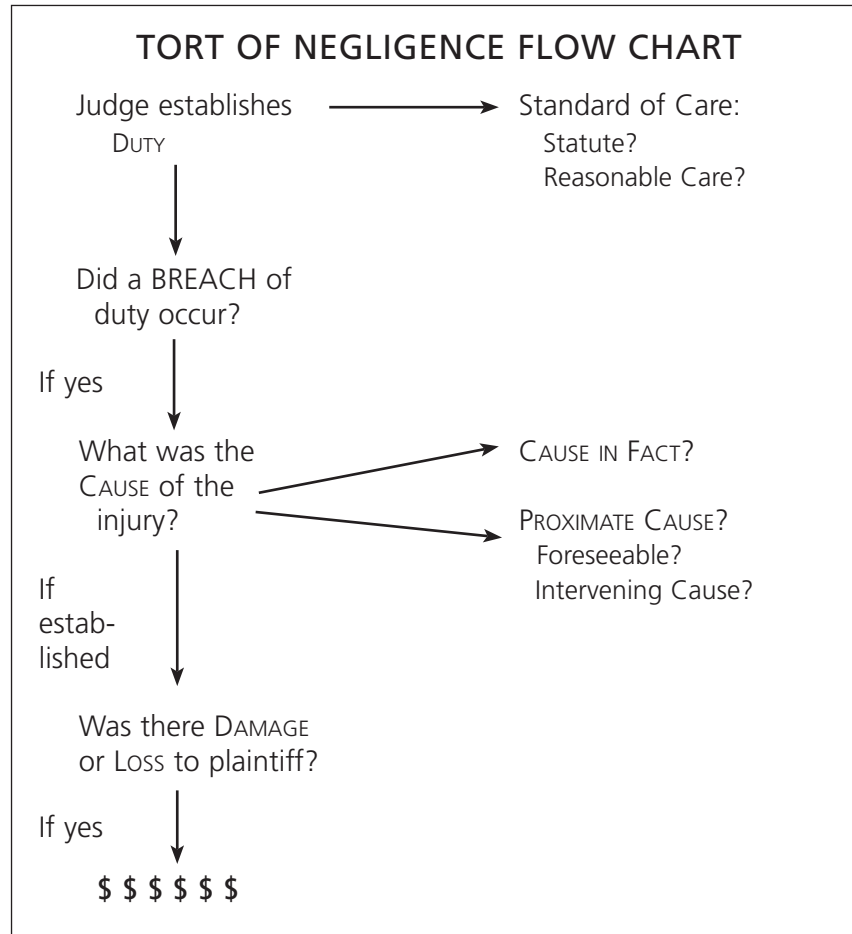 TORT OF NEGLIGENCE FLOW CHART
Judge establishes
DUTY
Standard of Care:
Statute?
Reasonable Care?
Did a BREACH of
duty occur?
If yes
What was the
CAUSE of the
injury?
CAUSE IN FACT?
PROXIMATE CAUSE?
Foreseeable?
Intervening Cause?
If
estab-
lished
Was there DAMAGE
or LOSS to plaintiff?
If yes
$ $ $ $ $ $